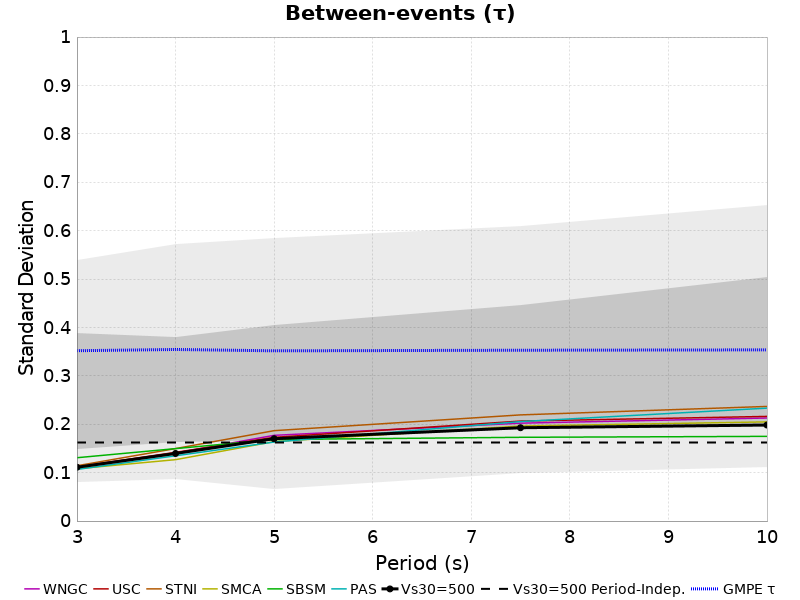 Between-events (τ)
Standard Deviation
1
0.9
0.8
0.7
0.6
0.5
0.4
0.3
0.2
0.1
0
3 4 5 6 7 8 9 10
Period (s)
WNGC USC STNI SMCA SBSM PAS Vs30=500 Vs30=500 Period-Indep. GMPE τ